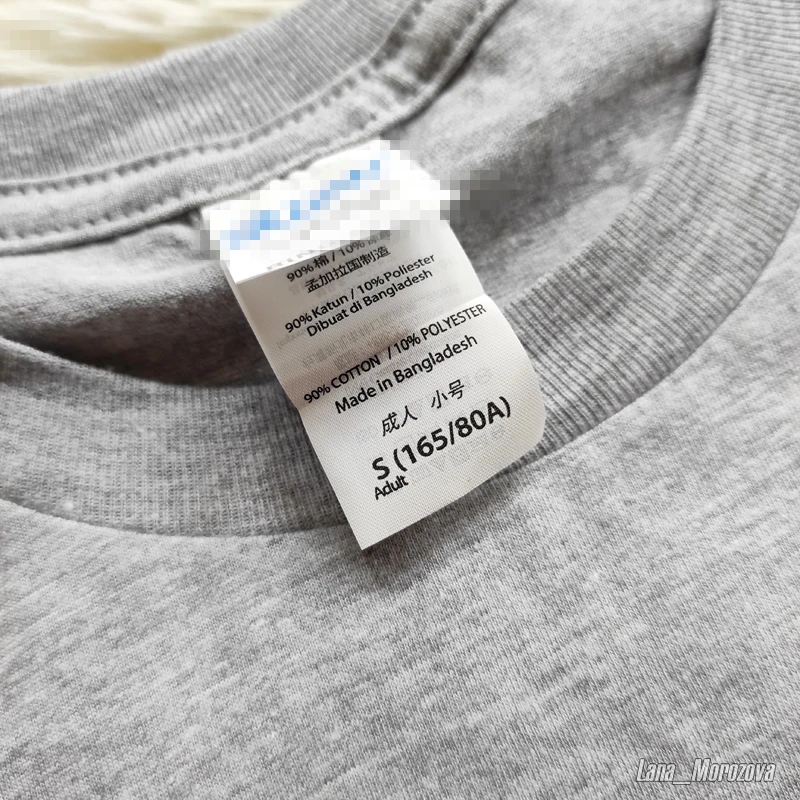 90%棉/10%
孟加拉国制造
90%Katun / 10% Poliester
Dibuat di Bangladesh
90% COTTON / 10% POLYESTER
Made in Bangladesh
成人 小号
S (165/80A)
Adult
Lana_Morozova